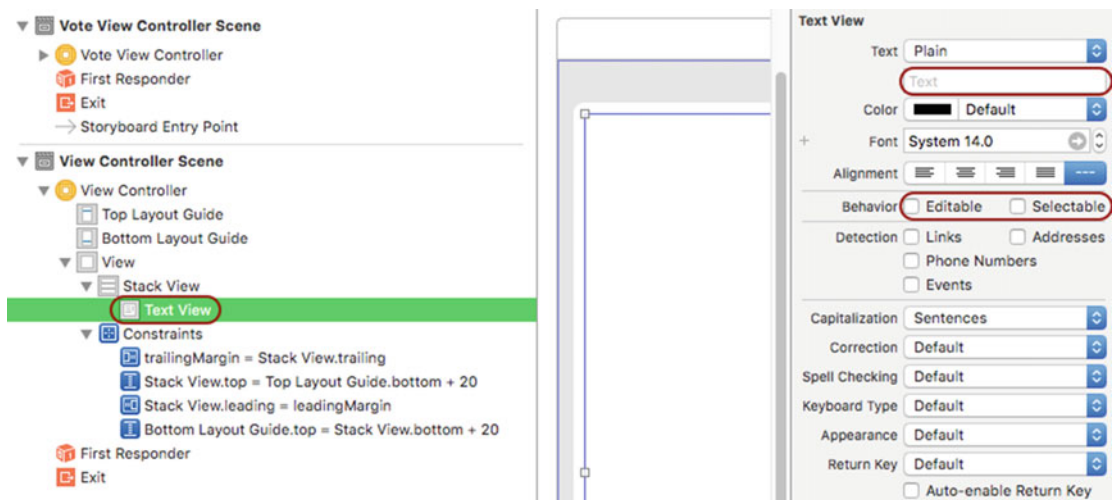 Vote View Controller Scene
Vote View Controller
First Responder
Exit
Storyboard Entry Point
View Controller Scene
View Controller
Top Layout Guide
Bottom Layout Guide
View
Stack View
Text View
Constraints
trailingMargin = Stack View.trailing
Stack View.top = Top Layout Guide.bottom + 20
Stack View.leading = leadingMargin
Bottom Layout Guide.top = Stack View.bottom + 20
First Responder
Exit
Text View
Text Plain
Text
Color Default
+ Font System 14.0
Alignment
Behavior Editable Selectable
Detection Links Addresses
Phone Numbers
Events
Capitalization Sentences
Correction Default
Spell Checking Default
Keyboard Type Default
Appearance Default
Return Key Default
Auto-enable Return Key